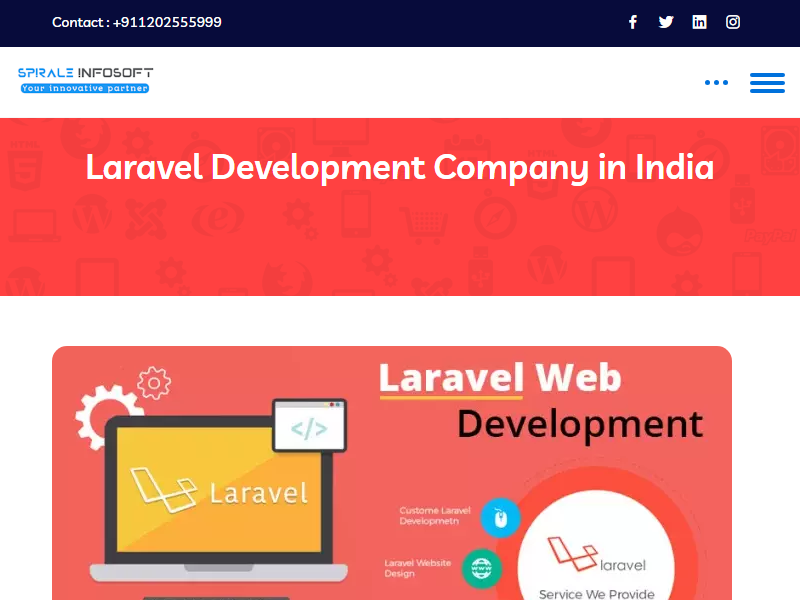 Contact : +911202555999
SPIRALE INFOSOFT
Your innovative partner
Laravel Development Company in India
PayPal
Laravel Web
Development
</>
Laravel
Custome Laravel
Developmetn
Laravel Website
Design
www
laravel
Service We Provide